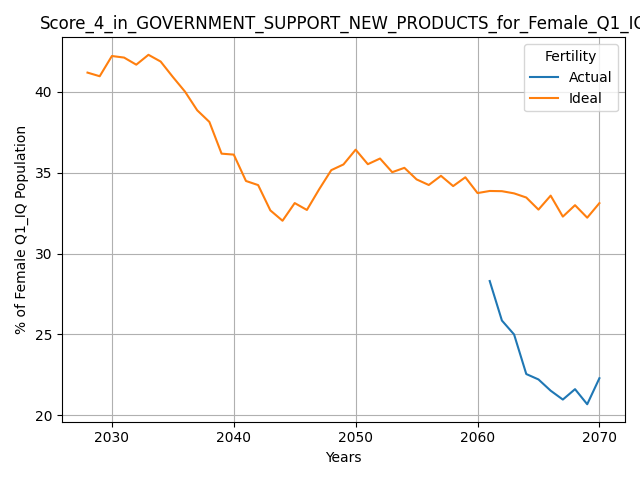 Score_4_in_GOVERNMENT_SUPPORT_NEW_PRODUCTS_for_Female_Q1_IQ
Fertility
Actual
Ideal
% of Female Q1_IQ Population
40
35
30
25
20
2030 2040 2050 2060 2070
Years